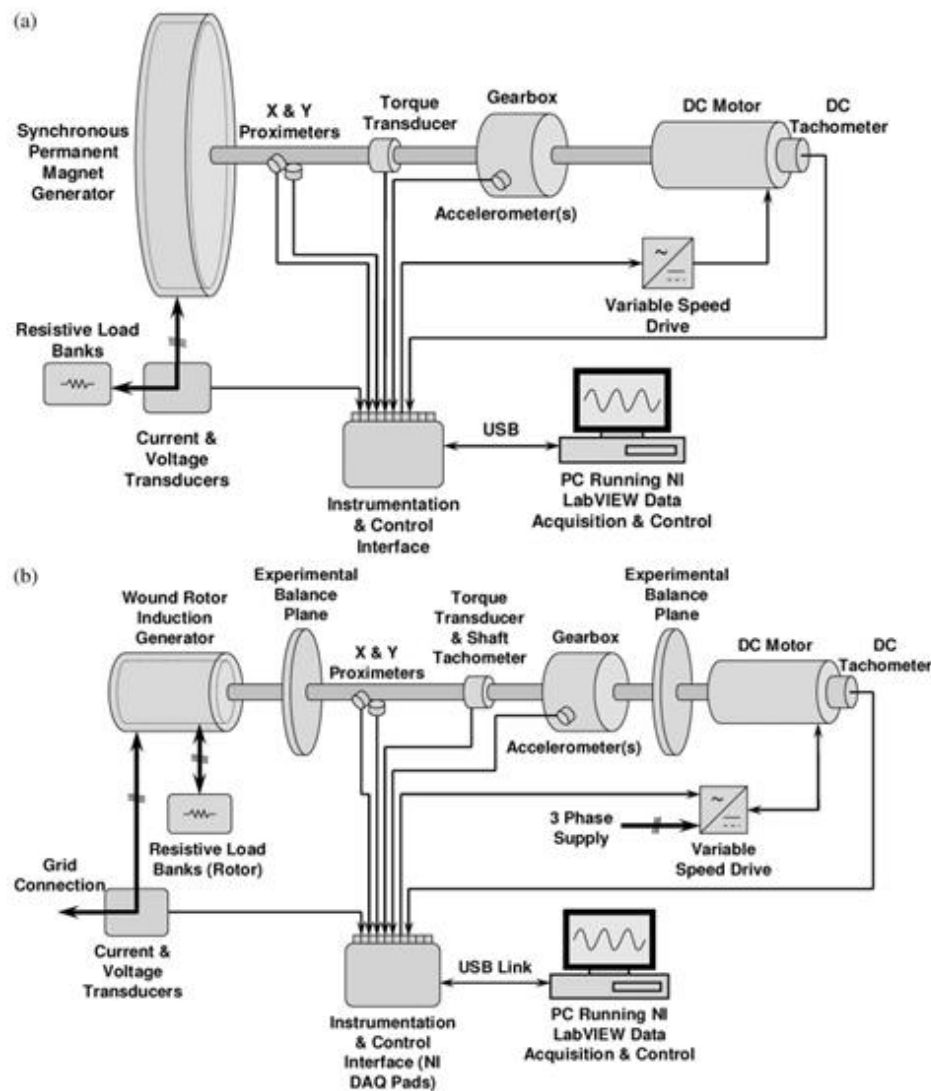 (a)
Synchronous
Permanent
Magnet
Generator
X & Y
Proximeters
Torque
Transducer
Gearbox
DC Motor
DC
Tachometer
Accelerometer(s)
Variable Speed
Drive
Resistive Load
Banks
Current &
Voltage
Transducers
USB
Instrumentation
& Control
Interface
PC Running NI
LabVIEW Data
Acquisition & Control
(b)
Wound Rotor
Induction
Generator
Experimental
Balance
Plane
X & Y
Proximeters
Torque
Transducer
& Shaft
Tachometer
Gearbox
Experimental
Balance
Plane
DC Motor
DC
Tachometer
Accelerometer(s)
3 Phase
Supply
Variable
Speed Drive
Resistive Load
Banks (Rotor)
Grid
Connection
Current &
Voltage
Transducers
USB Link
Instrumentation
& Control
Interface (NI
DAQ Pads)
PC Running NI
LabVIEW Data
Acquisition & Control